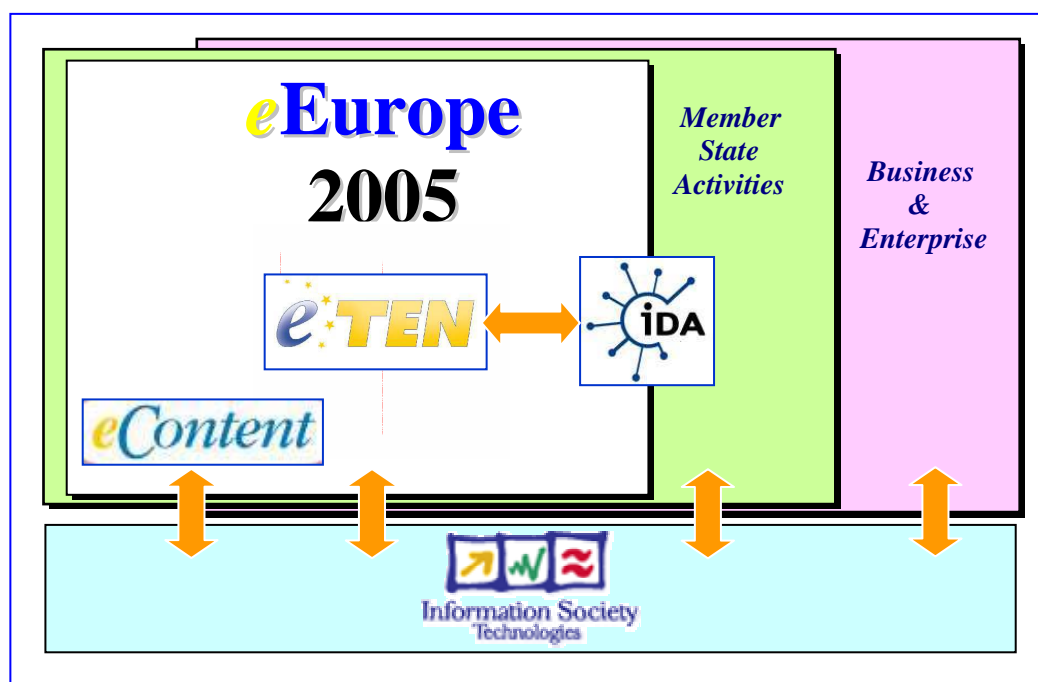 eEurope
2005
Member
State
Activities
Business
&
Enterprise
eTEN
iDA
eContent
Information Society
Technologies